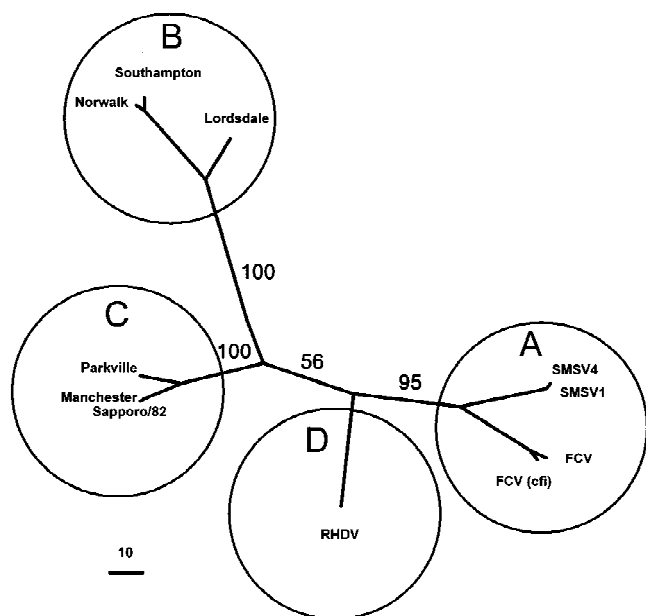 B
Southampton
Norwalk
Lordsdale
100
C
100
56
A
95
SMSV4
SMSV1
Parkville
Manchester
Sapporo/82
D
FCV
FCV (cfi)
RHDV
10